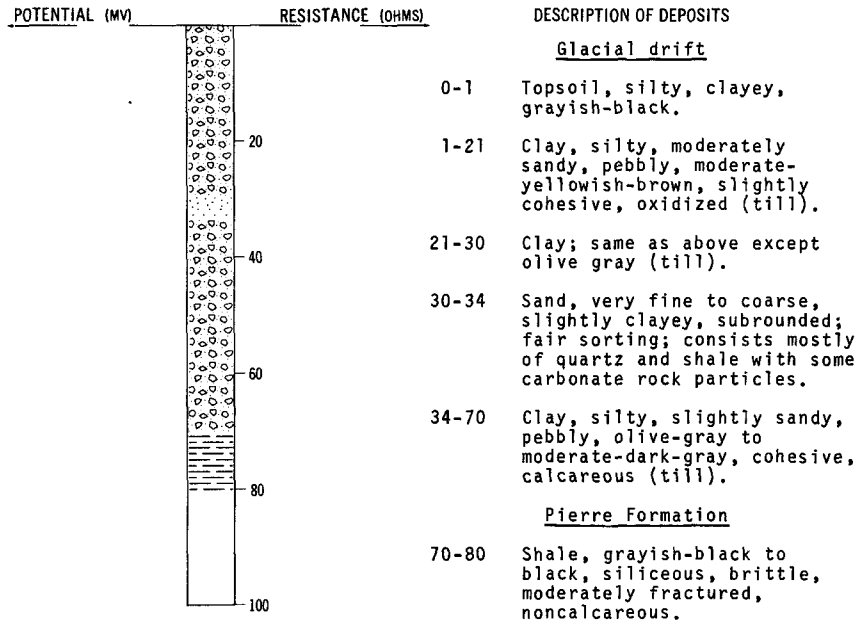 POTENTIAL (MV) RESISTANCE (OHMS) DESCRIPTION OF DEPOSITS
Glacial drift
0-1 Topsoil, silty, clayey,
grayish-black.
20
1-21 Clay, silty, moderately
sandy, pebbly, moderate-
yellowish-brown, slightly
cohesive, oxidized (till).
21-30 Clay; same as above except
olive gray (till).
40
30-34 Sand, very fine to coarse,
slightly clayey, subrounded;
fair sorting; consists mostly
of quartz and shale with some
carbonate rock particles.
60
34-70 Clay, silty, slightly sandy,
pebbly, olive-gray to
moderate-dark-gray, cohesive,
calcareous (till).
80
Pierre Formation
70-80 Shale, grayish-black to
black, siliceous, brittle,
moderately fractured,
noncalcareous.
100